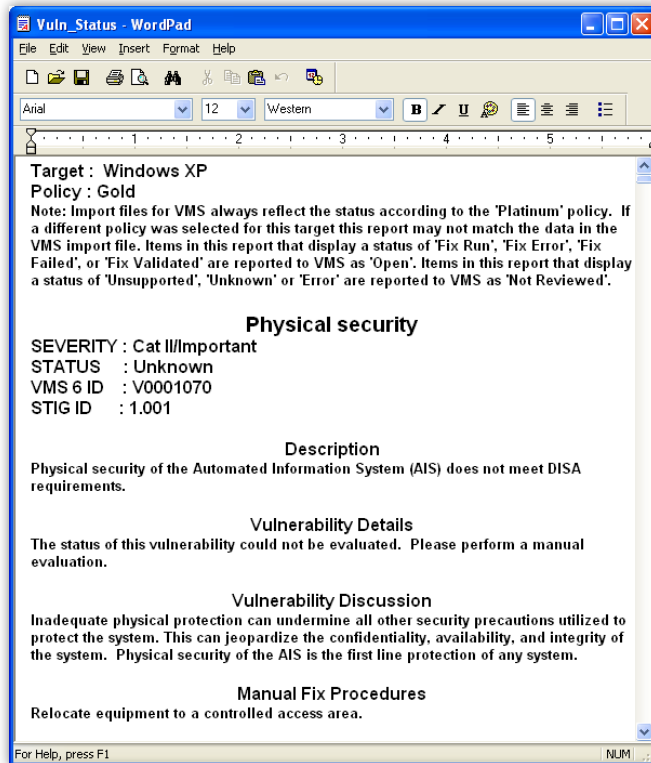 Vuln_Status - WordPad
File Edit View Insert Format Help
Arial 12 Western B / U
1 2 3 4 5
Target : Windows XP
Policy : Gold
Note: Import files for VMS always reflect the status according to the 'Platinum' policy. If
a different policy was selected for this target this report may not match the data in the
VMS import file. Items in this report that display a status of 'Fix Run', 'Fix Error', 'Fix
Failed', or 'Fix Validated' are reported to VMS as 'Open'. Items in this report that display
a status of 'Unsupported', 'Unknown' or 'Error' are reported to VMS as 'Not Reviewed'.
Physical security
SEVERITY : Cat II/Important
STATUS : Unknown
VMS 6 ID : V0001070
STIG ID : 1.001
Description
Physical security of the Automated Information System (AIS) does not meet DISA
requirements.
Vulnerability Details
The status of this vulnerability could not be evaluated. Please perform a manual
evaluation.
Vulnerability Discussion
Inadequate physical protection can undermine all other security precautions utilized to
protect the system. This can jeopardize the confidentiality, availability, and integrity of
the system. Physical security of the AIS is the first line protection of any system.
Manual Fix Procedures
Relocate equipment to a controlled access area.
For Help, press F1 NUM